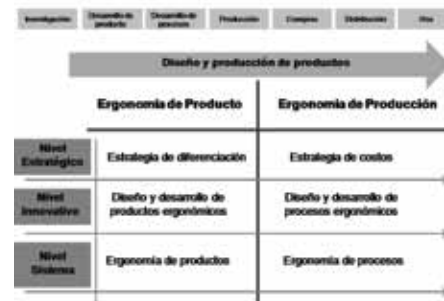 Investigación
Desarrollo de producto
Desarrollo de procesos
Producción
Compras
Distribución
Diseño y producción de productos
Ergonomía de Producto
Ergonomía de Producción
Nivel
Estratégico
Estrategia de diferenciación
Estrategia de costos
Nivel
Innovativo
Diseño y desarrollo de
productos ergonómicos
Diseño y desarrollo de
procesos ergonómicos
Nivel
Sistema
Ergonomía de productos
Ergonomía de procesos